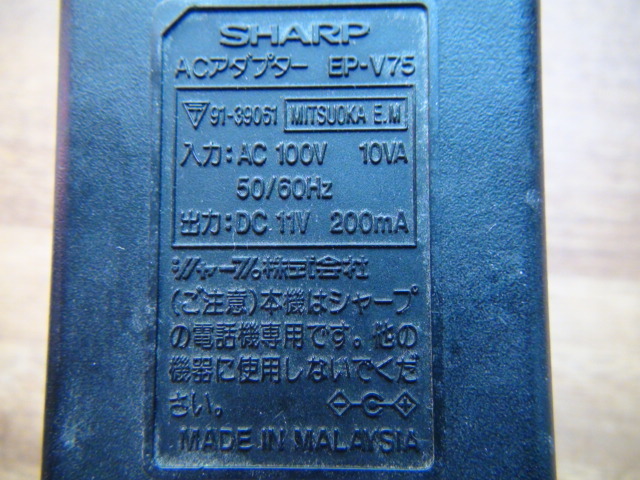 SHARP
ACアダプター EP-V75
〒 91-39061 MITSUOKA E.M
入力:AC 100V 10VA
50/60Hz
出力:DC 11V 200mA
シャープ株式会社
(ご注意)本機はシャープ
の電話機専用です。他の
機器に使用しないでくだ
さい。
MADE IN MALAYSIA